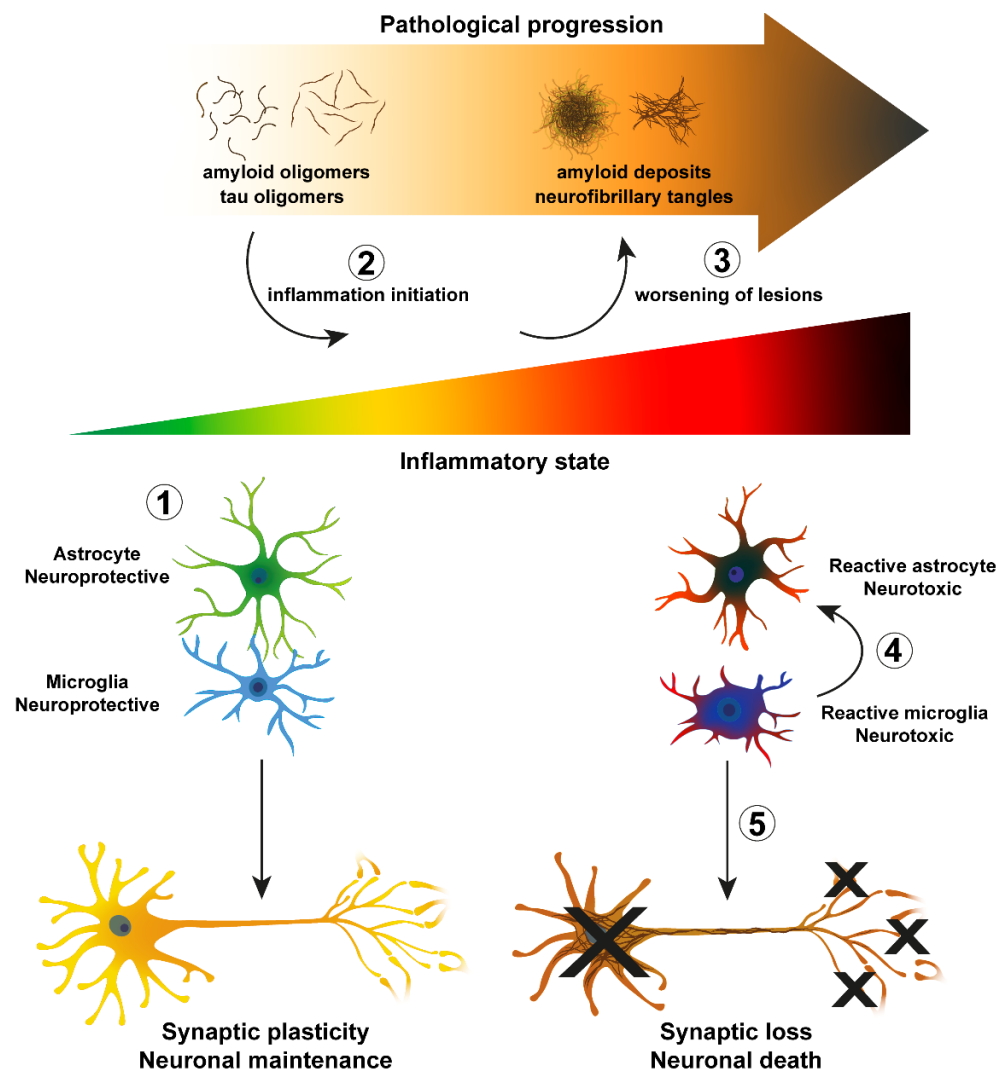 Pathological progression
amyloid oligomers
tau oligomers
amyloid deposits
neurofibrillary tangles
2
inflammation initiation
3
worsening of lesions
Inflammatory state
1
Astrocyte
Neuroprotective
Microglia
Neuroprotective
Reactive astrocyte
Neurotoxic
4
Reactive microglia
Neurotoxic
5
Synaptic plasticity
Neuronal maintenance
Synaptic loss
Neuronal death